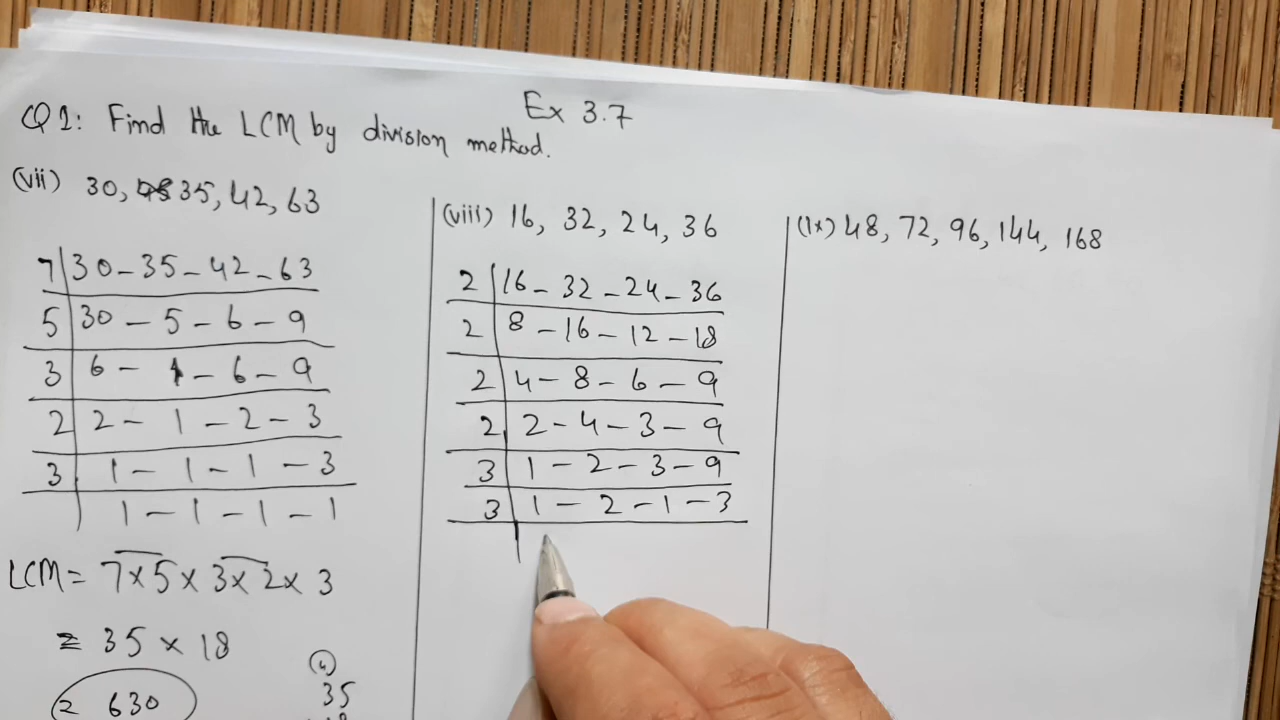 Ex 3.7
Q1: Find the LCM by division method.
(vii) 30, 35, 42, 63
7 30 - 35 - 42 - 63
5 30 - 5 - 6 - 9
3 6 - 1 - 6 - 9
2 2 - 1 - 2 - 3
3 1 - 1 - 1 - 3
1 - 1 - 1 - 1
LCM = 7 x 5 x 3 x 2 x 3
= 35 x 18
= 630
4
35
(viii) 16, 32, 24, 36
2 16 - 32 - 24 - 36
2 8 - 16 - 12 - 18
2 4 - 8 - 6 - 9
2 2 - 4 - 3 - 9
3 1 - 2 - 3 - 9
3 1 - 2 - 1 - 3
(ix) 48, 72, 96, 144, 168